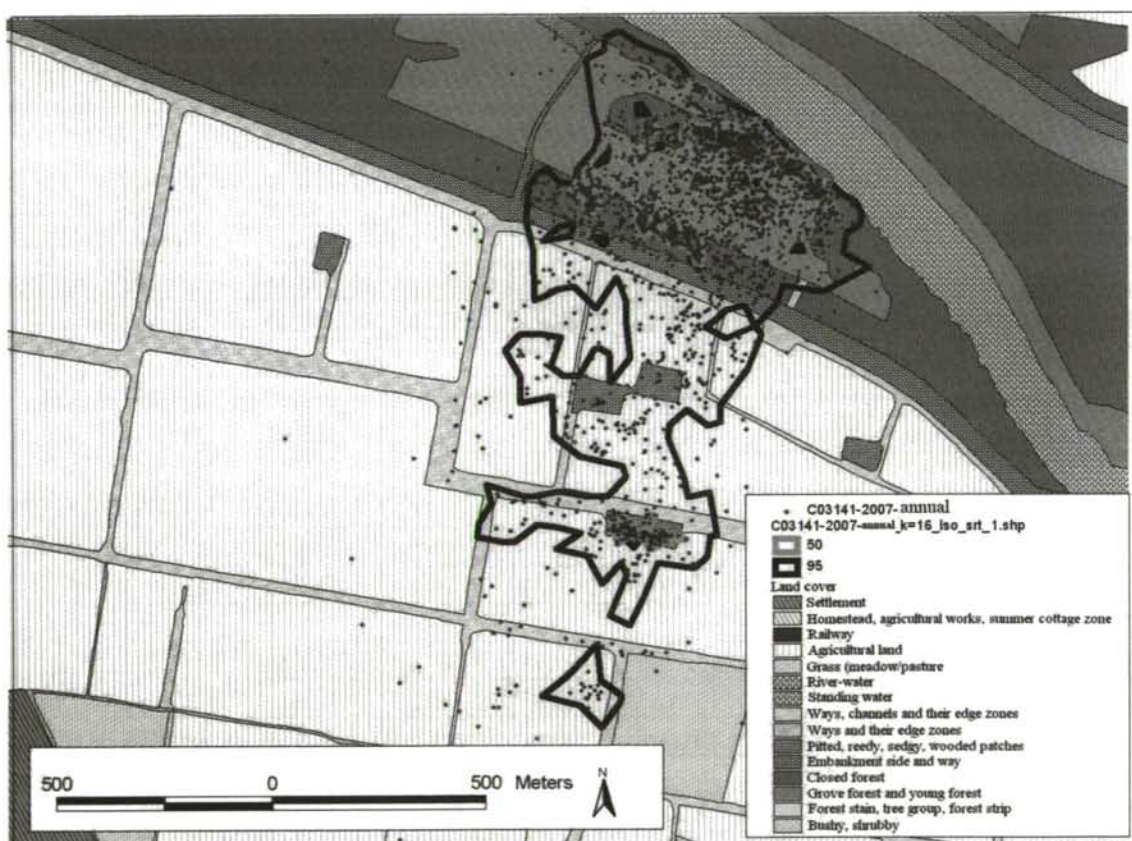 C03141-2007-annual
C03141-2007-annual_k=16_iso_srt_1.shp
50
95
Land cover
Settlement
Homestead, agricultural works, summer cottage zone
Railway
Agricultural land
Grass (meadow/pasture
River-water
Standing water
Ways, channels and their edge zones
Ways and their edge zones
Pitted, reedy, sedgy, wooded patches
Embankment side and way
Closed forest
Grove forest and young forest
Forest stain, tree group, forest strip
Bushy, shrubby
500 0 500 Meters
N